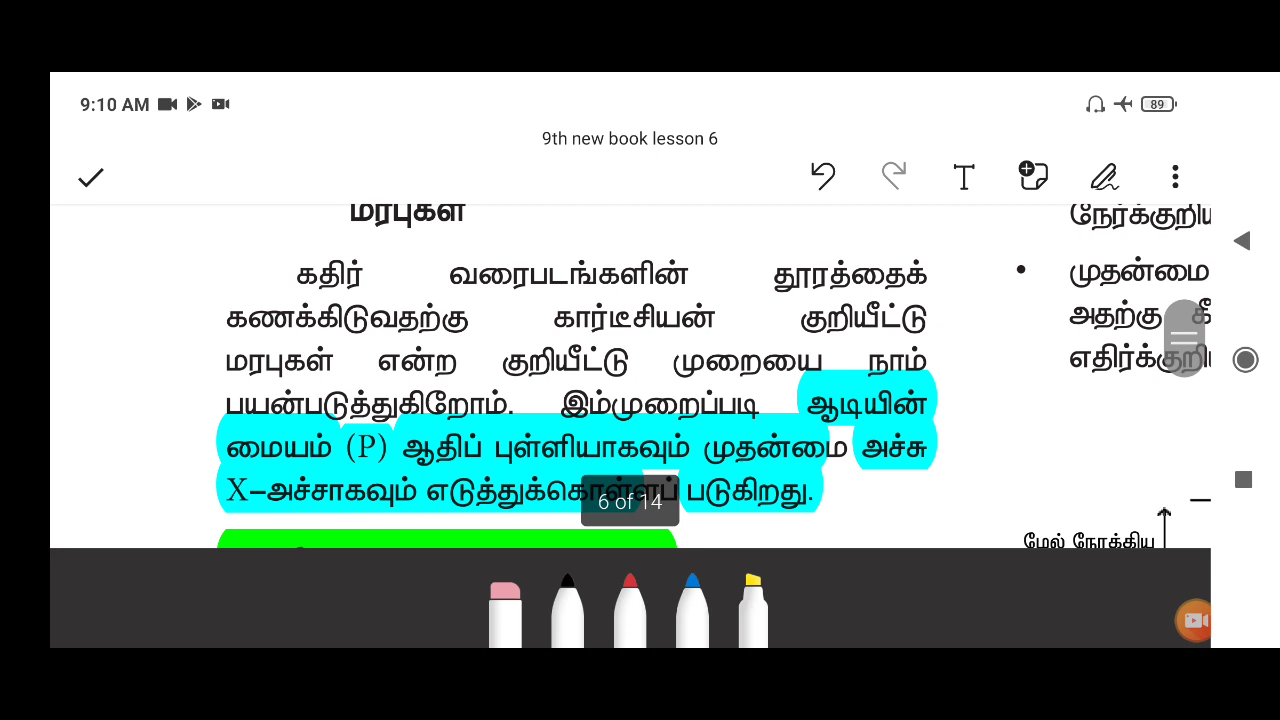 9:10 AM
89
9th new book lesson 6
மரபுகள்
கதிர் வரைபடங்களின் தூரத்தைக்
கணக்கிடுவதற்கு கார்டீசியன் குறியீட்டு
மரபுகள் என்ற குறியீட்டு முறையை நாம்
பயன்படுத்துகிறோம். இம்முறைப்படி ஆடியின்
மையம் (P) ஆதிப் புள்ளியாகவும் முதன்மை அச்சு
X-அச்சாகவும் எடுத்துக்கொள்ளப் படுகிறது.
6 of 14
• முதன்மை
அதற்கு
மேல் நோக்கிய